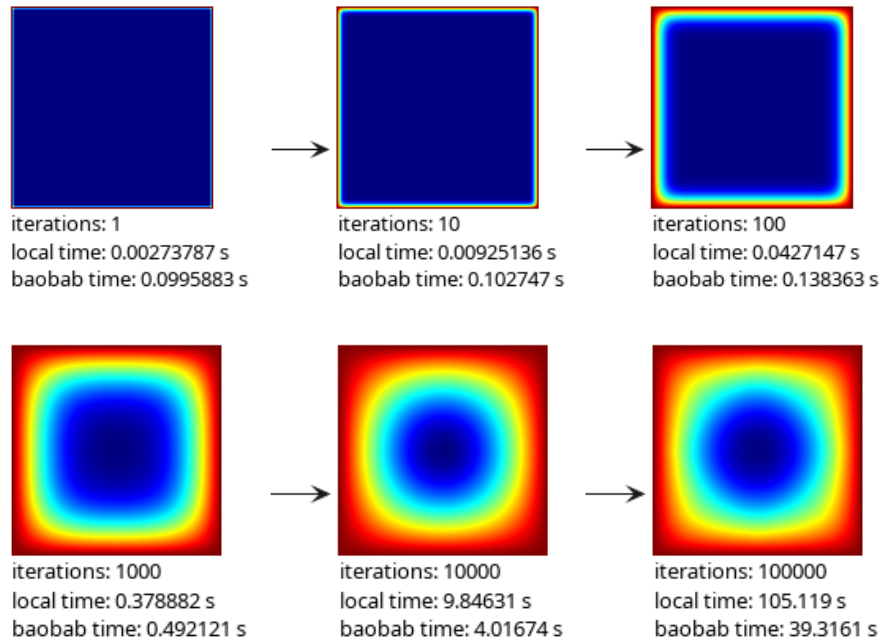 iterations: 1
local time: 0.00273787 s
baobab time: 0.0995883 s
iterations: 10
local time: 0.00925136 s
baobab time: 0.102747 s
iterations: 100
local time: 0.0427147 s
baobab time: 0.138363 s
iterations: 1000
local time: 0.378882 s
baobab time: 0.492121 s
iterations: 10000
local time: 9.84631 s
baobab time: 4.01674 s
iterations: 100000
local time: 105.119 s
baobab time: 39.3161 s